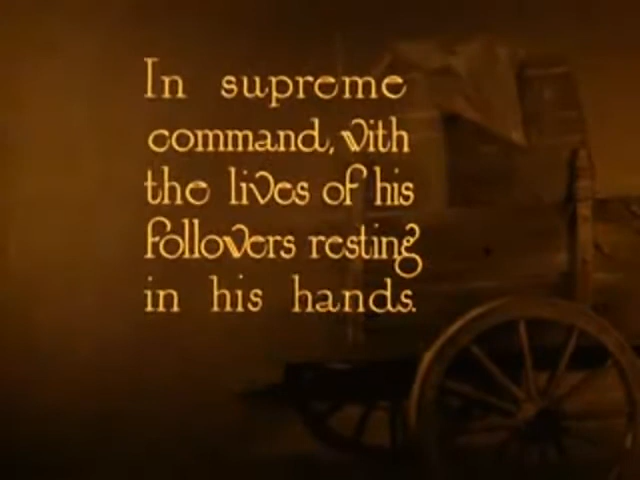 In supreme
command, with
the lives of his
followers resting
in his hands.